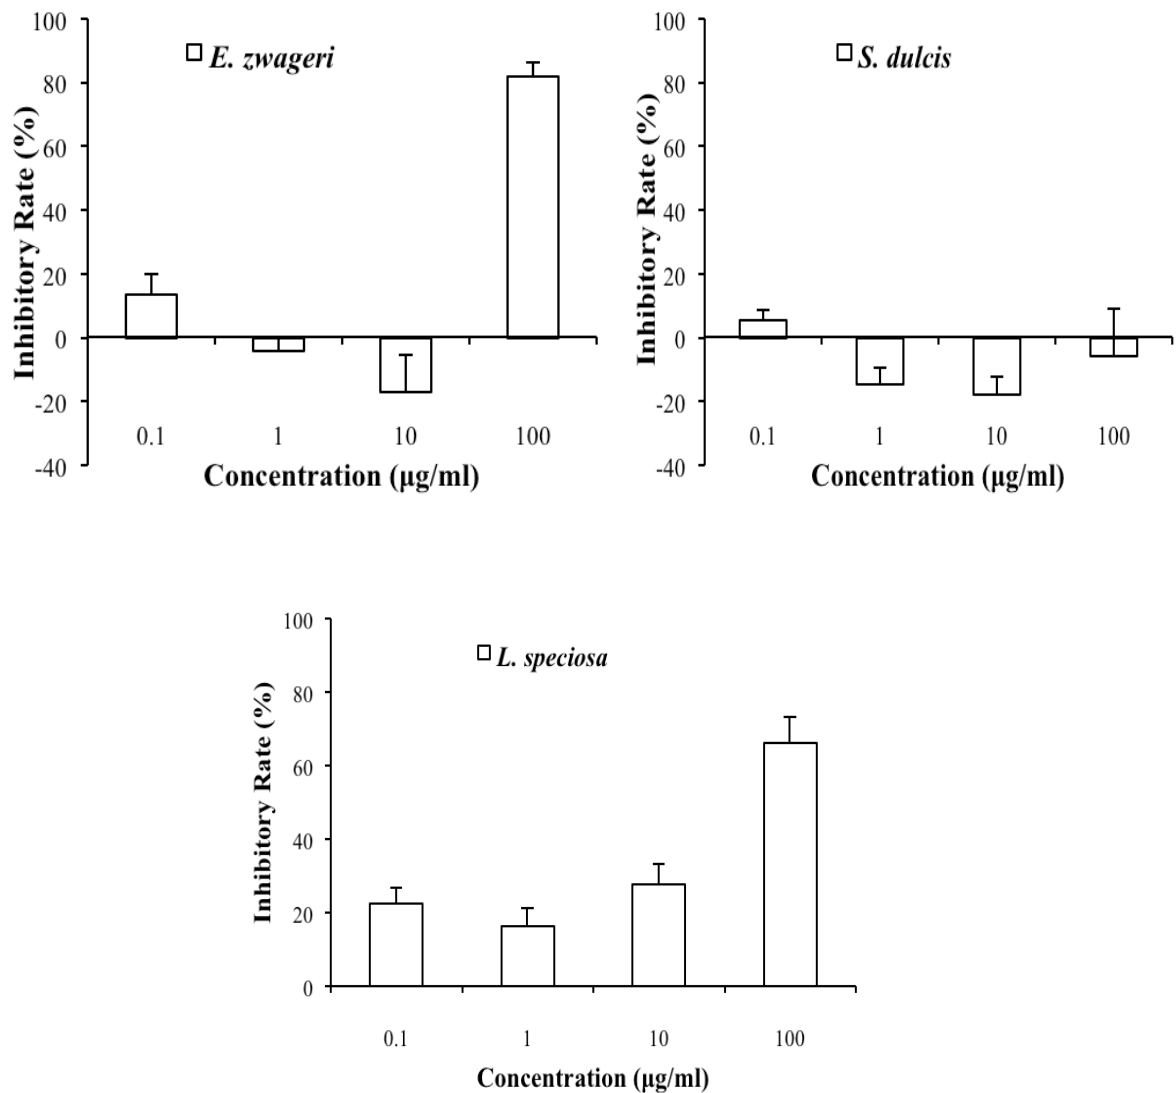 E. zwageri
Inhibitory Rate (%)
100
80
60
40
20
0
-20
-40
0.1 1 10 100
Concentration (μg/ml)
S. dulcis
Inhibitory Rate (%)
100
80
60
40
20
0
-20
-40
0.1 1 10 100
Concentration (μg/ml)
L. speciosa
Inhibitory Rate (%)
100
80
60
40
20
0
0.1 1 10 100
Concentration (μg/ml)